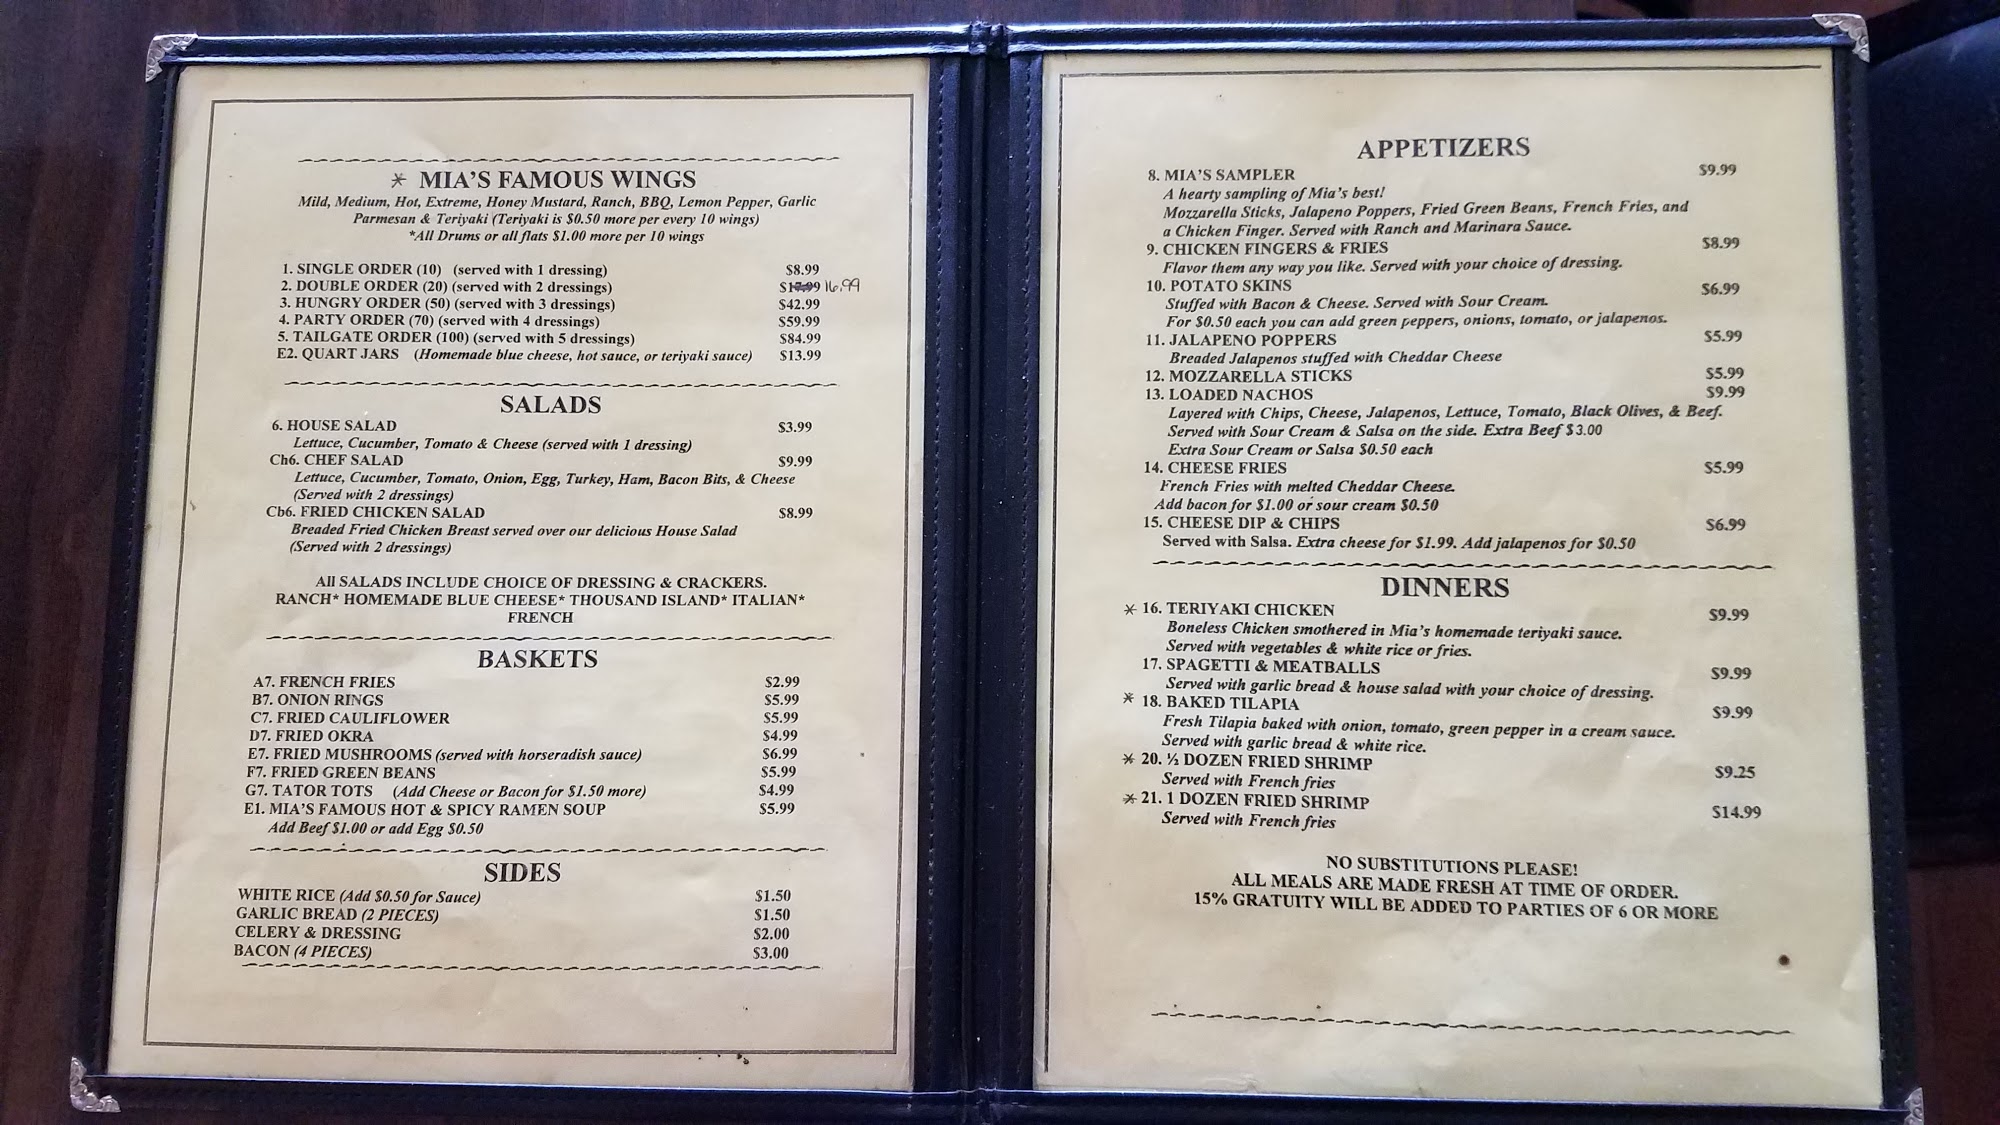 * MIA'S FAMOUS WINGS
Mild, Medium, Hot, Extreme, Honey Mustard, Ranch, BBQ, Lemon Pepper, Garlic
Parmesan & Teriyaki (Teriyaki is $0.50 more per every 10 wings)
*All Drums or all flats $1.00 more per 10 wings
1. SINGLE ORDER (10) (served with 1 dressing) $8.99
2. DOUBLE ORDER (20) (served with 2 dressings) $17.99 16.99
3. HUNGRY ORDER (50) (served with 3 dressings) $42.99
4. PARTY ORDER (70) (served with 4 dressings) $59.99
5. TAILGATE ORDER (100) (served with 5 dressings) $84.99
E2. QUART JARS (Homemade blue cheese, hot sauce, or teriyaki sauce) $13.99
SALADS
6. HOUSE SALAD $3.99
Lettuce, Cucumber, Tomato & Cheese (served with 1 dressing)
Ch6. CHEF SALAD $9.99
Lettuce, Cucumber, Tomato, Onion, Egg, Turkey, Ham, Bacon Bits, & Cheese
(Served with 2 dressings)
Cb6. FRIED CHICKEN SALAD $8.99
Breaded Fried Chicken Breast served over our delicious House Salad
(Served with 2 dressings)
All SALADS INCLUDE CHOICE OF DRESSING & CRACKERS.
RANCH* HOMEMADE BLUE CHEESE* THOUSAND ISLAND* ITALIAN*
FRENCH
BASKETS
A7. FRENCH FRIES $2.99
B7. ONION RINGS $5.99
C7. FRIED CAULIFLOWER $5.99
D7. FRIED OKRA $4.99
E7. FRIED MUSHROOMS (served with horseradish sauce) $6.99
F7. FRIED GREEN BEANS $5.99
G7. TATOR TOTS (Add Cheese or Bacon for $1.50 more) $4.99
E1. MIA'S FAMOUS HOT & SPICY RAMEN SOUP $5.99
Add Beef $1.00 or add Egg $0.50
SIDES
WHITE RICE (Add $0.50 for Sauce) $1.50
GARLIC BREAD (2 PIECES) $1.50
CELERY & DRESSING $2.00
BACON (4 PIECES) $3.00
APPETIZERS
8. MIA'S SAMPLER $9.99
A hearty sampling of Mia's best!
Mozzarella Sticks, Jalapeno Poppers, Fried Green Beans, French Fries, and
a Chicken Finger. Served with Ranch and Marinara Sauce.
9. CHICKEN FINGERS & FRIES $8.99
Flavor them any way you like. Served with your choice of dressing.
10. POTATO SKINS $6.99
Stuffed with Bacon & Cheese. Served with Sour Cream.
For $0.50 each you can add green peppers, onions, tomato, or jalapenos.
11. JALAPENO POPPERS $5.99
Breaded Jalapenos stuffed with Cheddar Cheese
12. MOZZARELLA STICKS $5.99
13. LOADED NACHOS $9.99
Layered with Chips, Cheese, Jalapenos, Lettuce, Tomato, Black Olives, & Beef.
Served with Sour Cream & Salsa on the side. Extra Beef $3.00
Extra Sour Cream or Salsa $0.50 each
14. CHEESE FRIES $5.99
French Fries with melted Cheddar Cheese.
Add bacon for $1.00 or sour cream $0.50
15. CHEESE DIP & CHIPS $6.99
Served with Salsa. Extra cheese for $1.99. Add jalapenos for $0.50
DINNERS
* 16. TERIYAKI CHICKEN $9.99
Boneless Chicken smothered in Mia's homemade teriyaki sauce.
Served with vegetables & white rice or fries.
17. SPAGETTI & MEATBALLS $9.99
Served with garlic bread & house salad with your choice of dressing.
* 18. BAKED TILAPIA $9.99
Fresh Tilapia baked with onion, tomato, green pepper in a cream sauce.
Served with garlic bread & white rice.
* 20. ½ DOZEN FRIED SHRIMP $9.25
Served with French fries
* 21. 1 DOZEN FRIED SHRIMP $14.99
Served with French fries
NO SUBSTITUTIONS PLEASE!
ALL MEALS ARE MADE FRESH AT TIME OF ORDER.
15% GRATUITY WILL BE ADDED TO PARTIES OF 6 OR MORE